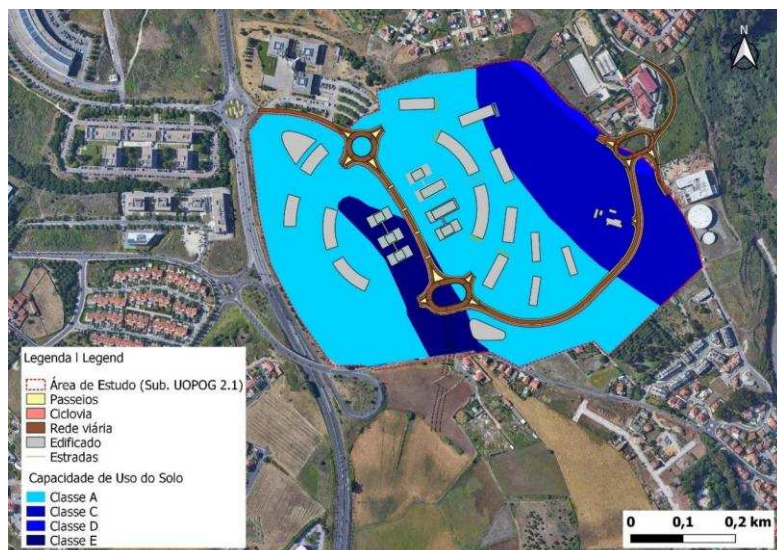 N
Legenda | Legend
Área de Estudo (Sub. UOPOG 2.1)
Passeios
Ciclovia
Rede viária
Edificado
Estradas
Capacidade de Uso do Solo
Classe A
Classe C
Classe D
Classe E
0 0,1 0,2 km